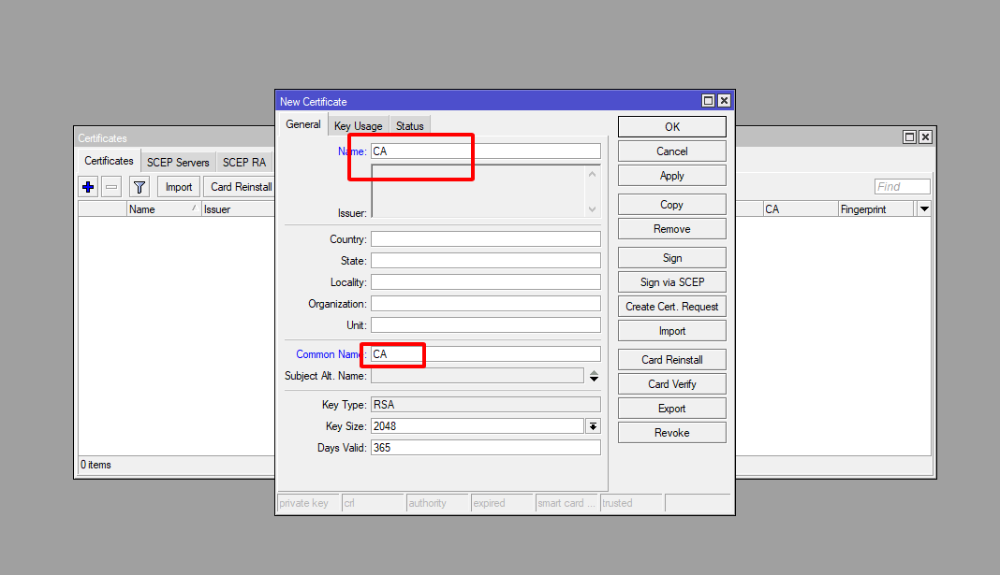 New Certificate
General Key Usage Status
Name: CA
Issuer:
Country:
State:
Locality:
Organization:
Unit:
Common Name: CA
Subject Alt. Name:
Key Type: RSA
Key Size: 2048
Days Valid: 365
private key crl authority expired smart card ... trusted
OK
Cancel
Apply
Copy
Remove
Sign
Sign via SCEP
Create Cert. Request
Import
Card Reinstall
Card Verify
Export
Revoke
Certificates
Certificates SCEP Servers SCEP RA
Import Card Reinstall Find
Name / Issuer CA Fingerprint
0 items